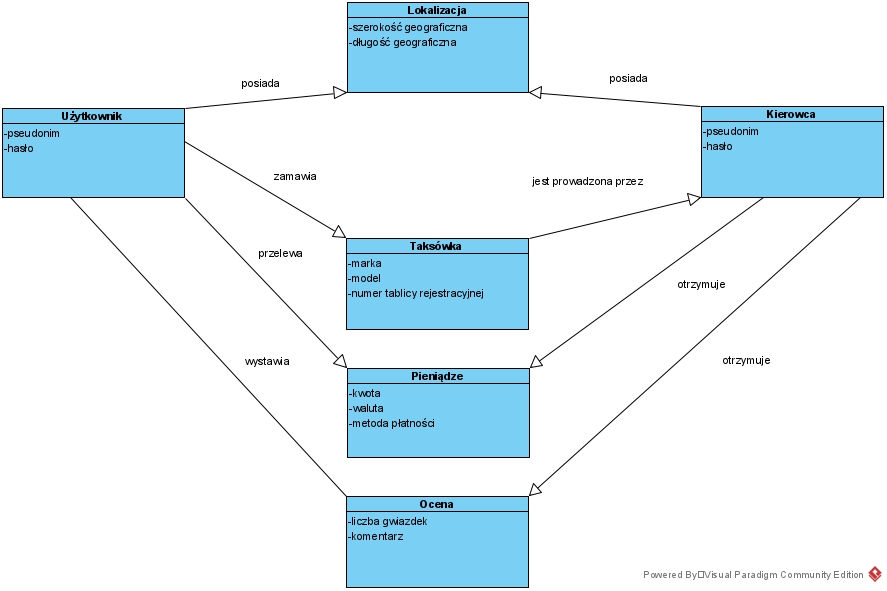 Lokalizacja
-szerokość geograficzna
-długość geograficzna
posiada
posiada
Użytkownik
-pseudonim
-hasło
Kierowca
-pseudonim
-hasło
zamawia
jest prowadzona przez
Taksówka
-marka
-model
-numer tablicy rejestracyjnej
przelewa
otrzymuje
wystawia
otrzymuje
Pieniądze
-kwota
-waluta
-metoda płatności
Ocena
-liczba gwiazdek
-komentarz
Powered By Visual Paradigm Community Edition